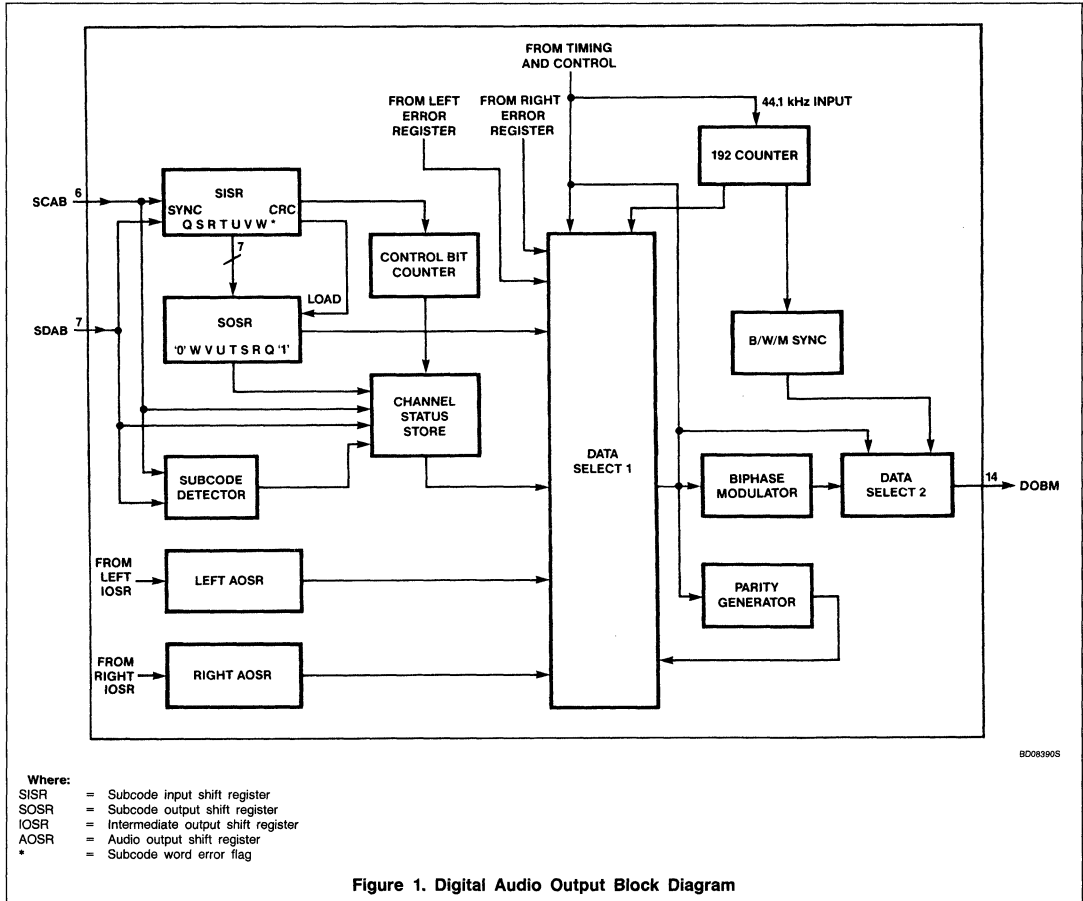 FROM TIMING
AND CONTROL
FROM LEFT
ERROR
REGISTER
FROM RIGHT
ERROR
REGISTER
44.1 kHz INPUT
192 COUNTER
SCAB
6
SISR
SYNC
CRC
Q S R T U V W *
7
CONTROL BIT
COUNTER
LOAD
SDAB
7
SOSR
'0' W V U T S R Q '1'
B/W/M SYNC
CHANNEL
STATUS
STORE
DATA
SELECT 1
SUBCODE
DETECTOR
BIPHASE
MODULATOR
DATA
SELECT 2
14
DOBM
FROM
LEFT
IOSR
LEFT AOSR
PARITY
GENERATOR
FROM
RIGHT
IOSR
RIGHT AOSR
BD08390S
Where:
SISR = Subcode input shift register
SOSR = Subcode output shift register
IOSR = Intermediate output shift register
AOSR = Audio output shift register
* = Subcode word error flag
Figure 1. Digital Audio Output Block Diagram